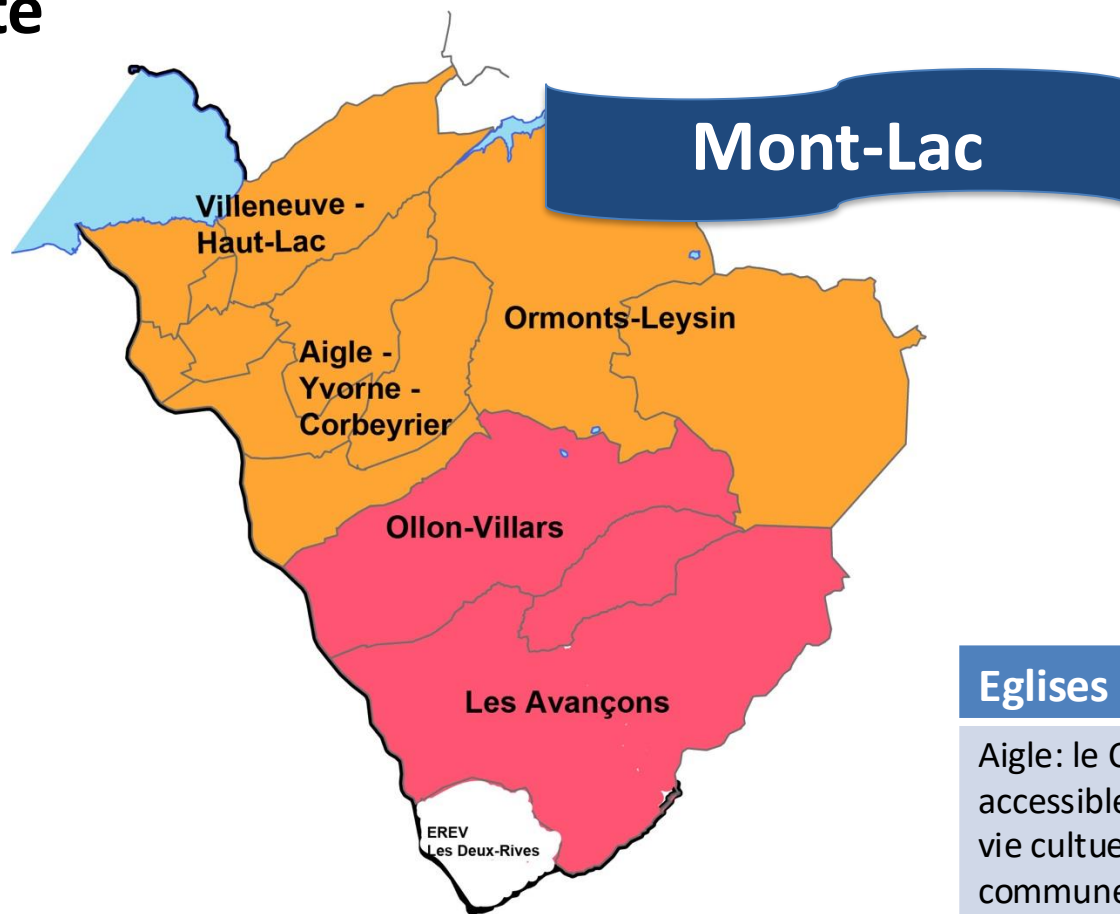 té
Mont-Lac
Villeneuve -
Haut-Lac
Ormonts-Leysin
Aigle -
Yvorne -
Corbeyrier
Ollon-Villars
Les Avançons
EREV
Les Deux-Rives
Eglises
Aigle: le
accessible
vie cultue
commune